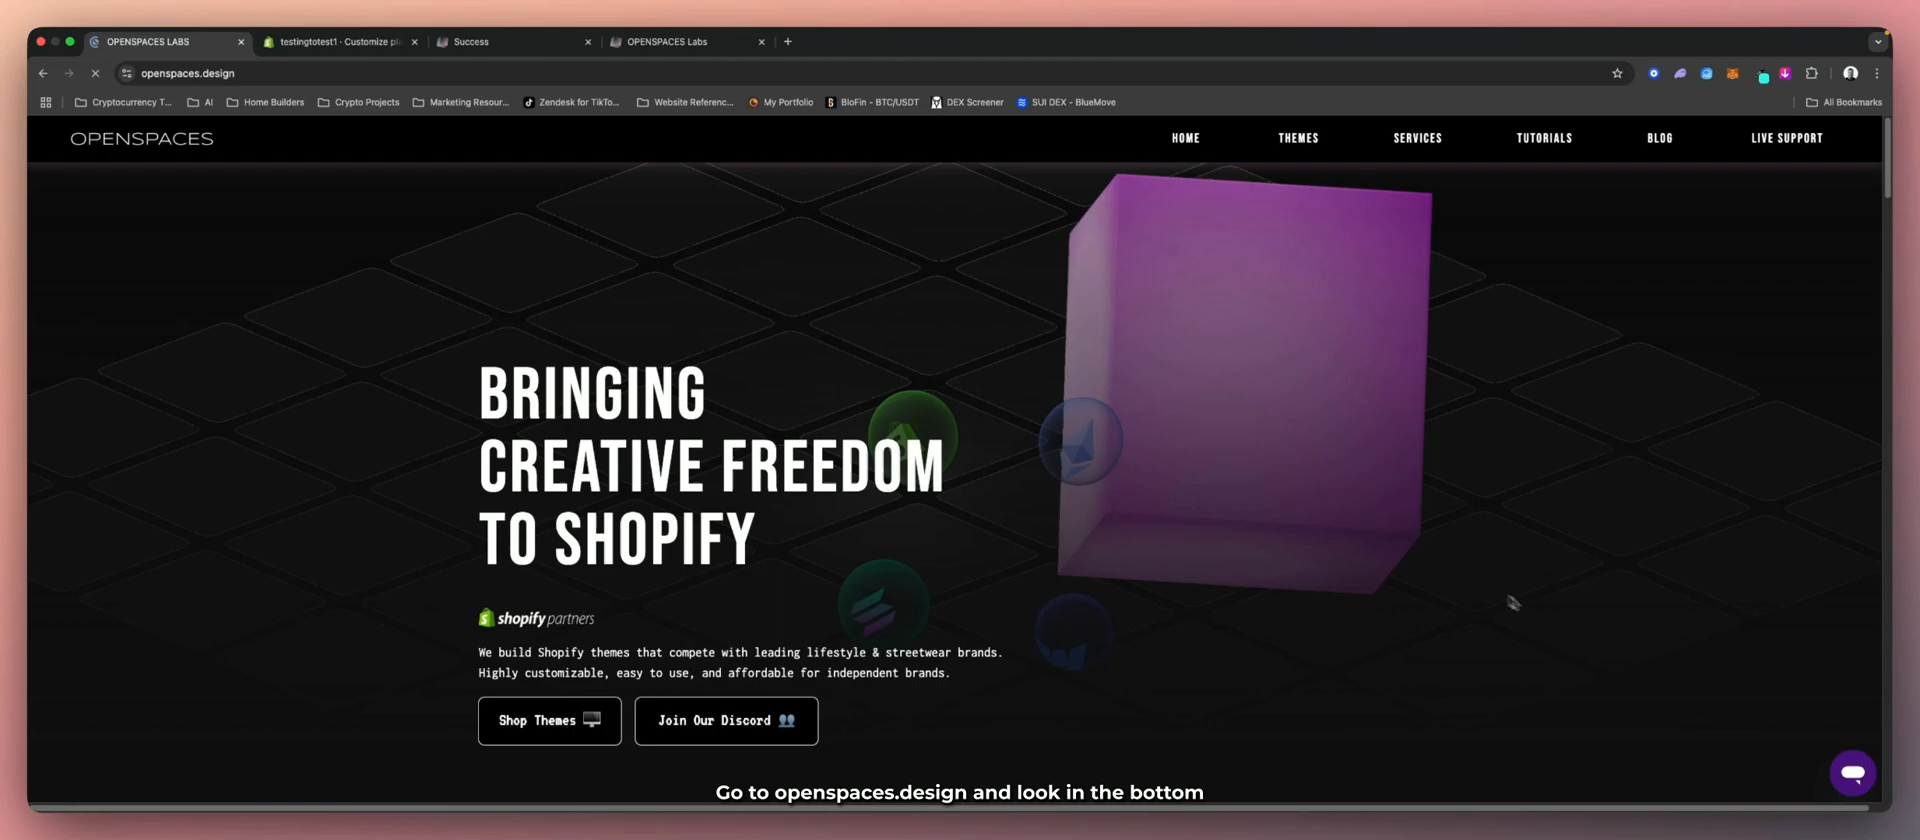 OPENSPACES LABS
testingtotest1 · Customize pl
Success
OPENSPACES Labs
openspaces.design
Cryptocurrency T...
AI
Home Builders
Crypto Projects
Marketing Resour...
Zendesk for TikTo...
Website Referenc...
My Portfolio
BloFin - BTC/USDT
DEX Screener
SUI DEX - BlueMove
All Bookmarks
OPENSPACES
HOME
THEMES
SERVICES
TUTORIALS
BLOG
LIVE SUPPORT
BRINGING
CREATIVE FREEDOM
TO SHOPIFY
shopify partners
We build Shopify themes that compete with leading lifestyle & streetwear brands.
Highly customizable, easy to use, and affordable for independent brands.
Shop Themes
Join Our Discord
Go to openspaces.design and look in the bottom